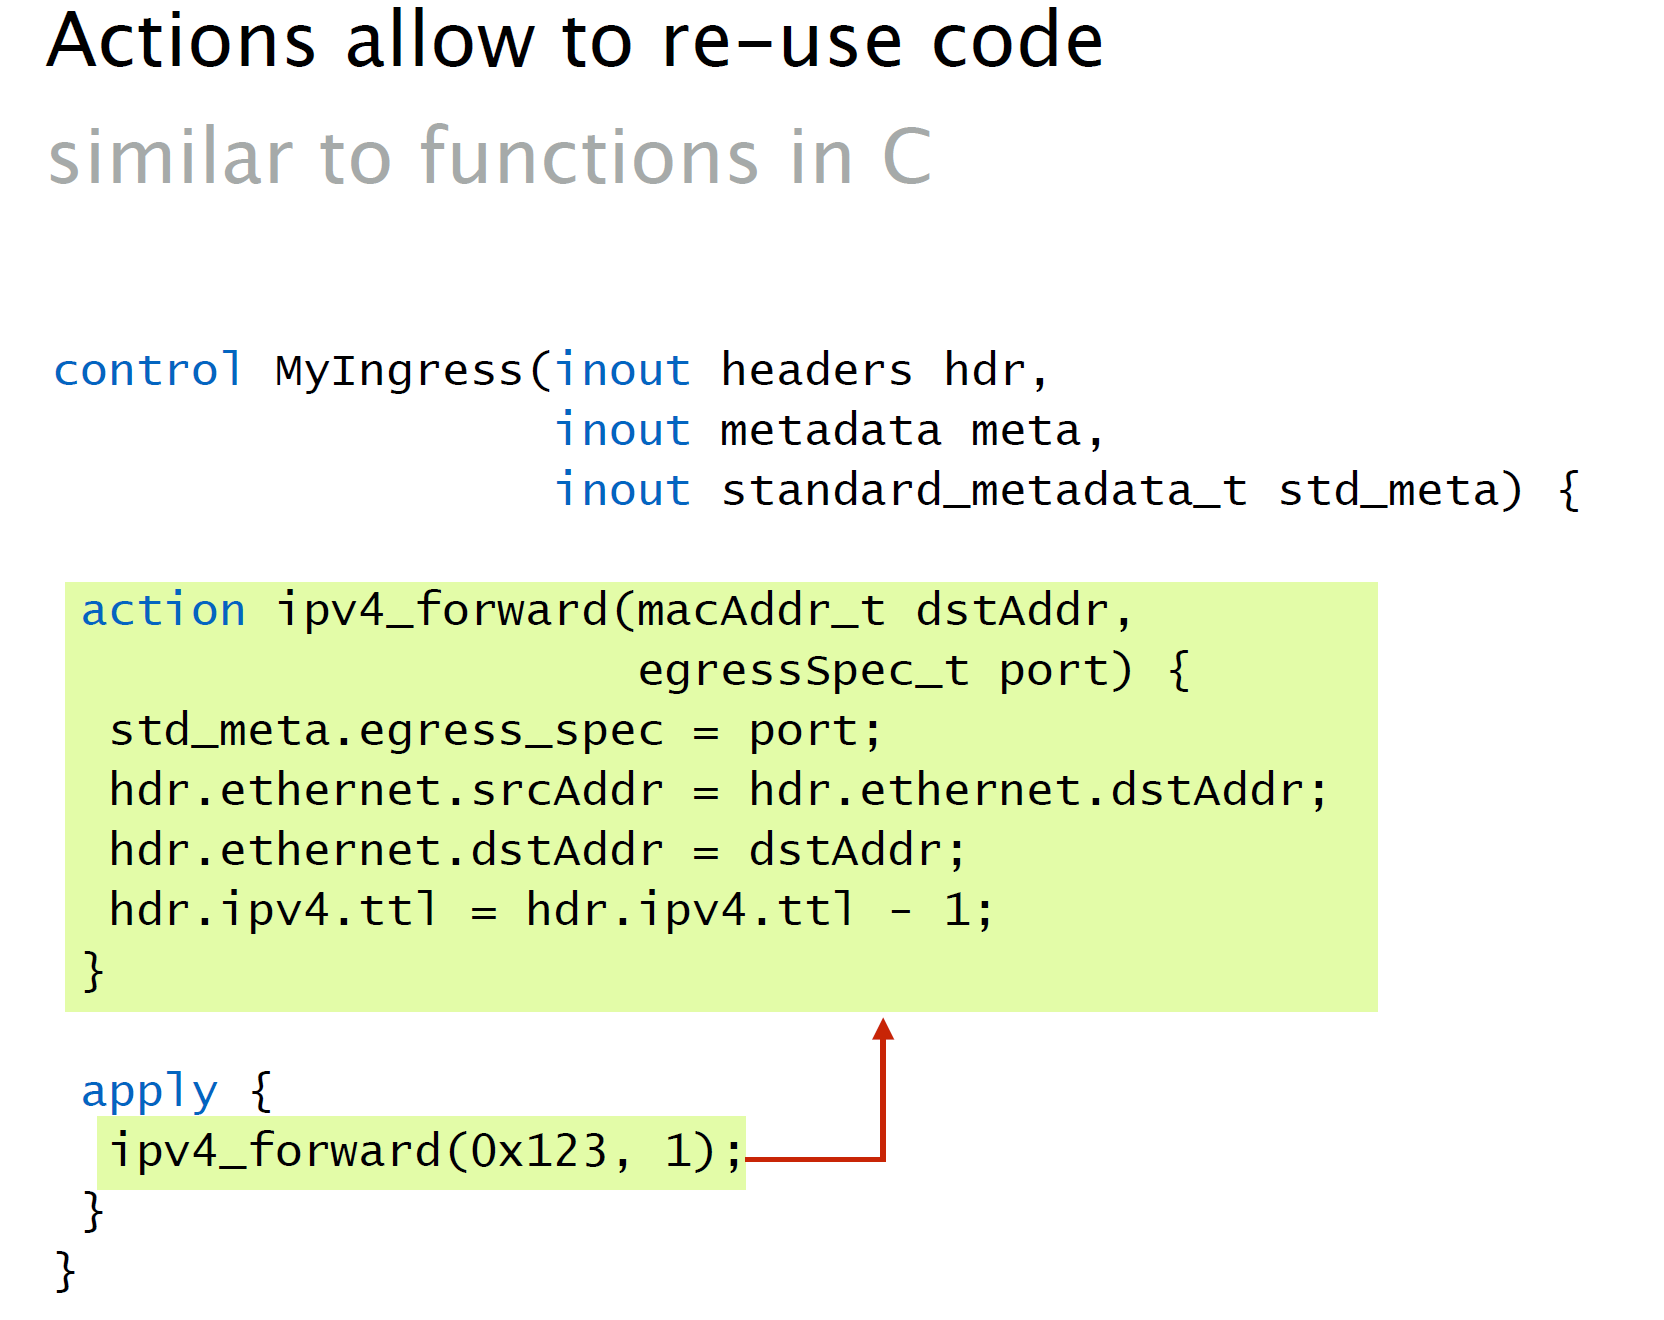 Actions allow to re-use code
similar to functions in C
control MyIngress(inout headers hdr,
inout metadata meta,
inout standard_metadata_t std_meta) {
action ipv4_forward(macAddr_t dstAddr,
egressSpec_t port) {
std_meta.egress_spec = port;
hdr.ethernet.srcAddr = hdr.ethernet.dstAddr;
hdr.ethernet.dstAddr = dstAddr;
hdr.ipv4.ttl = hdr.ipv4.ttl - 1;
}
apply {
ipv4_forward(0x123, 1);
}
}